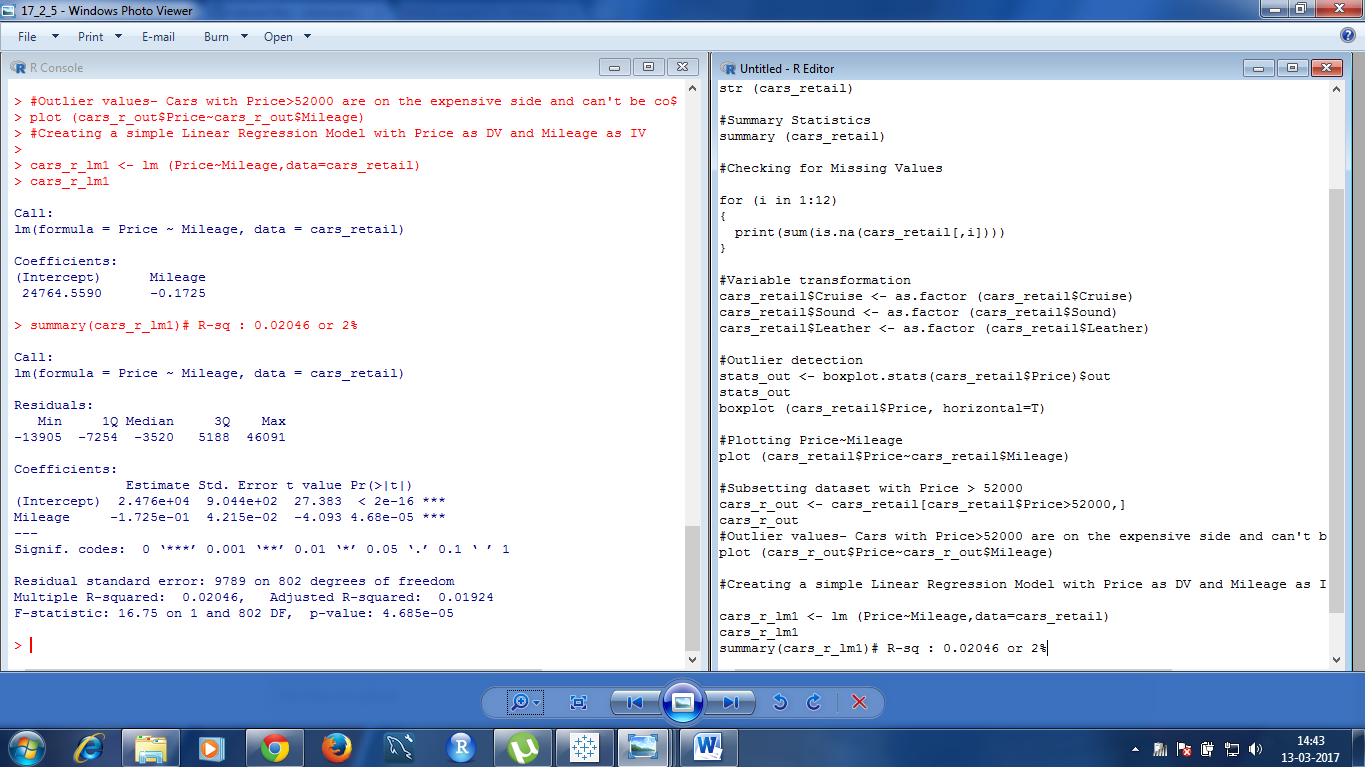 17_2_5 - Windows Photo Viewer
File Print E-mail Burn Open
R Console
> #Outlier values- Cars with Price>52000 are on the expensive side and can't be co$
> plot (cars_r_out$Price~cars_r_out$Mileage)
> #Creating a simple Linear Regression Model with Price as DV and Mileage as IV
>
> cars_r_lm1 <- lm (Price~Mileage,data=cars_retail)
> cars_r_lm1
Call:
lm(formula = Price ~ Mileage, data = cars_retail)
Coefficients:
(Intercept)      Mileage
 24764.5590      -0.1725
> summary(cars_r_lm1)# R-sq : 0.02046 or 2%
Call:
lm(formula = Price ~ Mileage, data = cars_retail)
Residuals:
   Min     1Q Median     3Q    Max
-13905  -7254  -3520   5188  46091
Coefficients:
              Estimate Std. Error t value Pr(>|t|)
(Intercept)  2.476e+04  9.044e+02  27.383  < 2e-16 ***
Mileage     -1.725e-01  4.215e-02  -4.093 4.68e-05 ***
---
Signif. codes:  0 ‘***’ 0.001 ‘**’ 0.01 ‘*’ 0.05 ‘.’ 0.1 ‘ ’ 1
Residual standard error: 9789 on 802 degrees of freedom
Multiple R-squared:  0.02046,   Adjusted R-squared:  0.01924
F-statistic: 16.75 on 1 and 802 DF,  p-value: 4.685e-05
>
Untitled - R Editor
str (cars_retail)
#Summary Statistics
summary (cars_retail)
#Checking for Missing Values
for (i in 1:12)
{
  print(sum(is.na(cars_retail[,i])))
}
#Variable transformation
cars_retail$Cruise <- as.factor (cars_retail$Cruise)
cars_retail$Sound <- as.factor (cars_retail$Sound)
cars_retail$Leather <- as.factor (cars_retail$Leather)
#Outlier detection
stats_out <- boxplot.stats(cars_retail$Price)$out
stats_out
boxplot (cars_retail$Price, horizontal=T)
#Plotting Price~Mileage
plot (cars_retail$Price~cars_retail$Mileage)
#Subsetting dataset with Price > 52000
cars_r_out <- cars_retail[cars_retail$Price>52000,]
cars_r_out
#Outlier values- Cars with Price>52000 are on the expensive side and can't b
plot (cars_r_out$Price~cars_r_out$Mileage)
#Creating a simple Linear Regression Model with Price as DV and Mileage as I
cars_r_lm1 <- lm (Price~Mileage,data=cars_retail)
cars_r_lm1
summary(cars_r_lm1)# R-sq : 0.02046 or 2%
14:43
13-03-2017